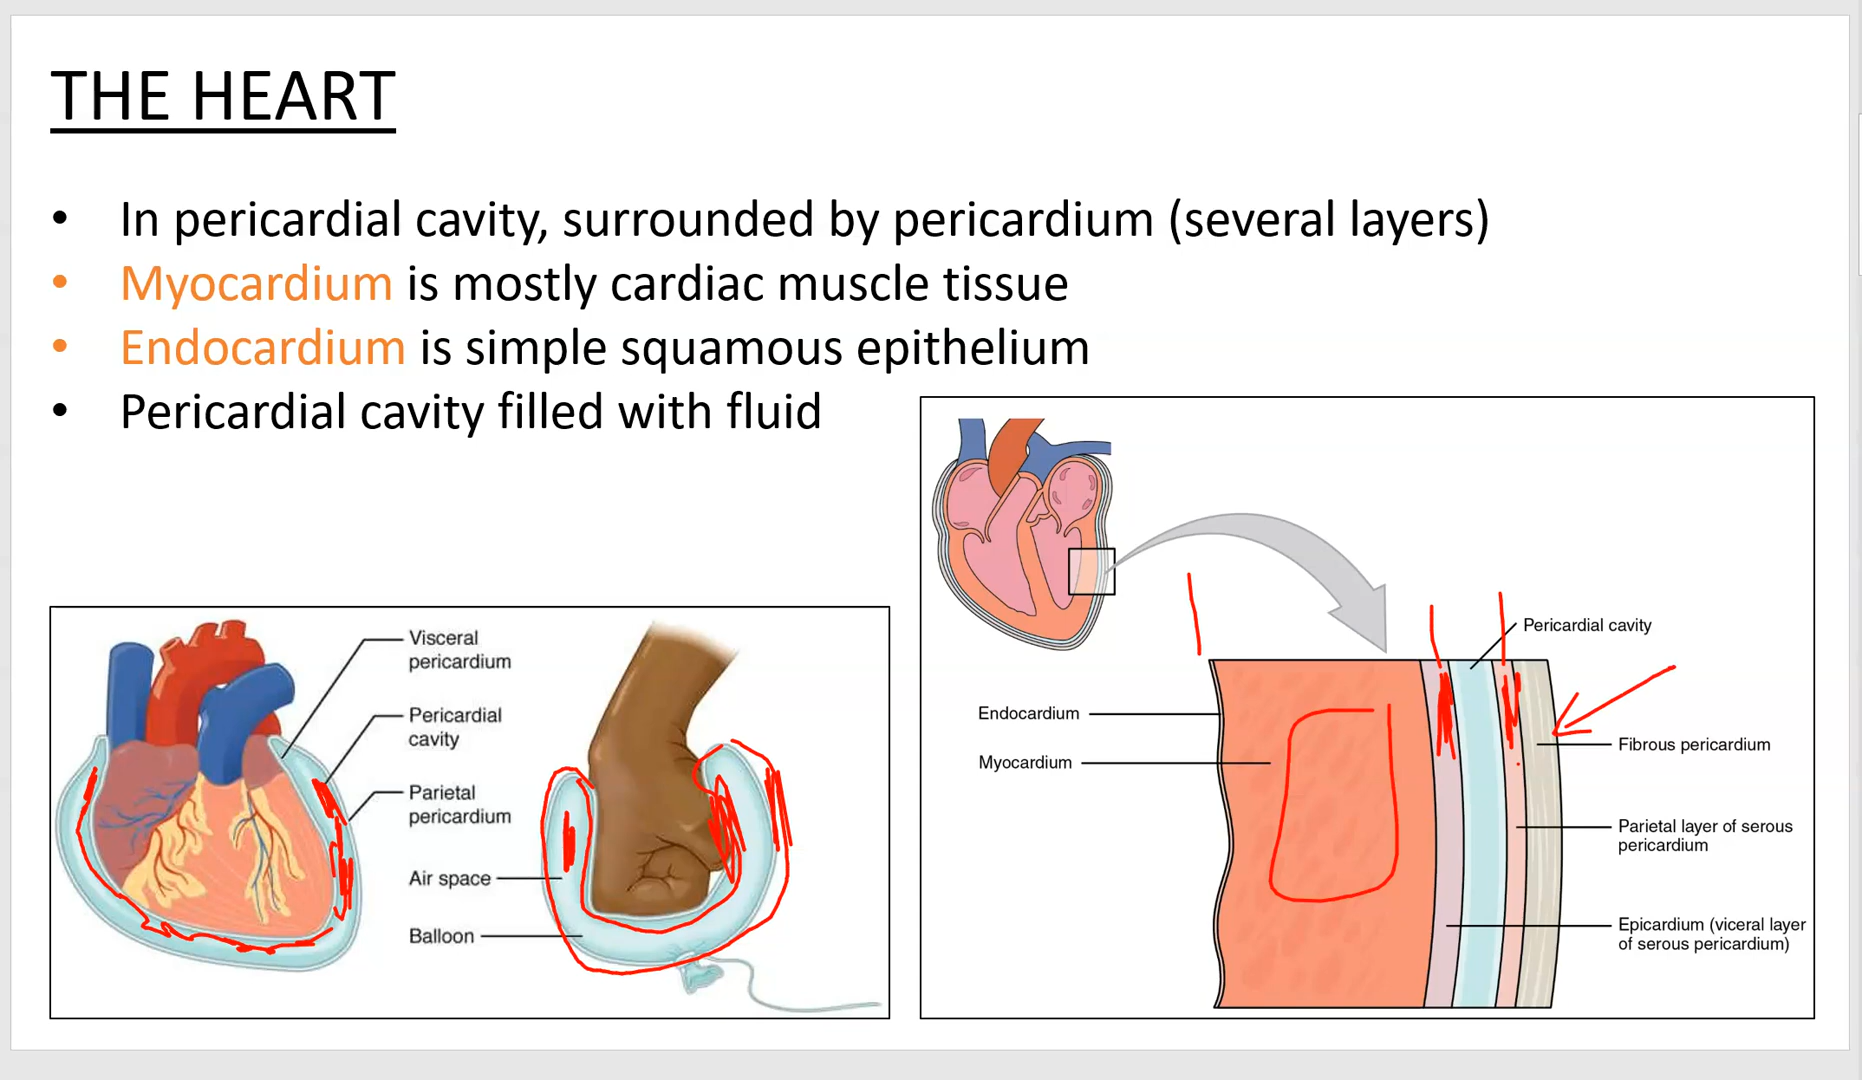 THE HEART
• In pericardial cavity, surrounded by pericardium (several layers)
• Myocardium is mostly cardiac muscle tissue
• Endocardium is simple squamous epithelium
• Pericardial cavity filled with fluid
Visceral
pericardium
Pericardial
cavity
Parietal
pericardium
Air space
Balloon
Pericardial cavity
Endocardium
Myocardium
Fibrous pericardium
Parietal layer of serous
pericardium
Epicardium (viceral layer
of serous pericardium)